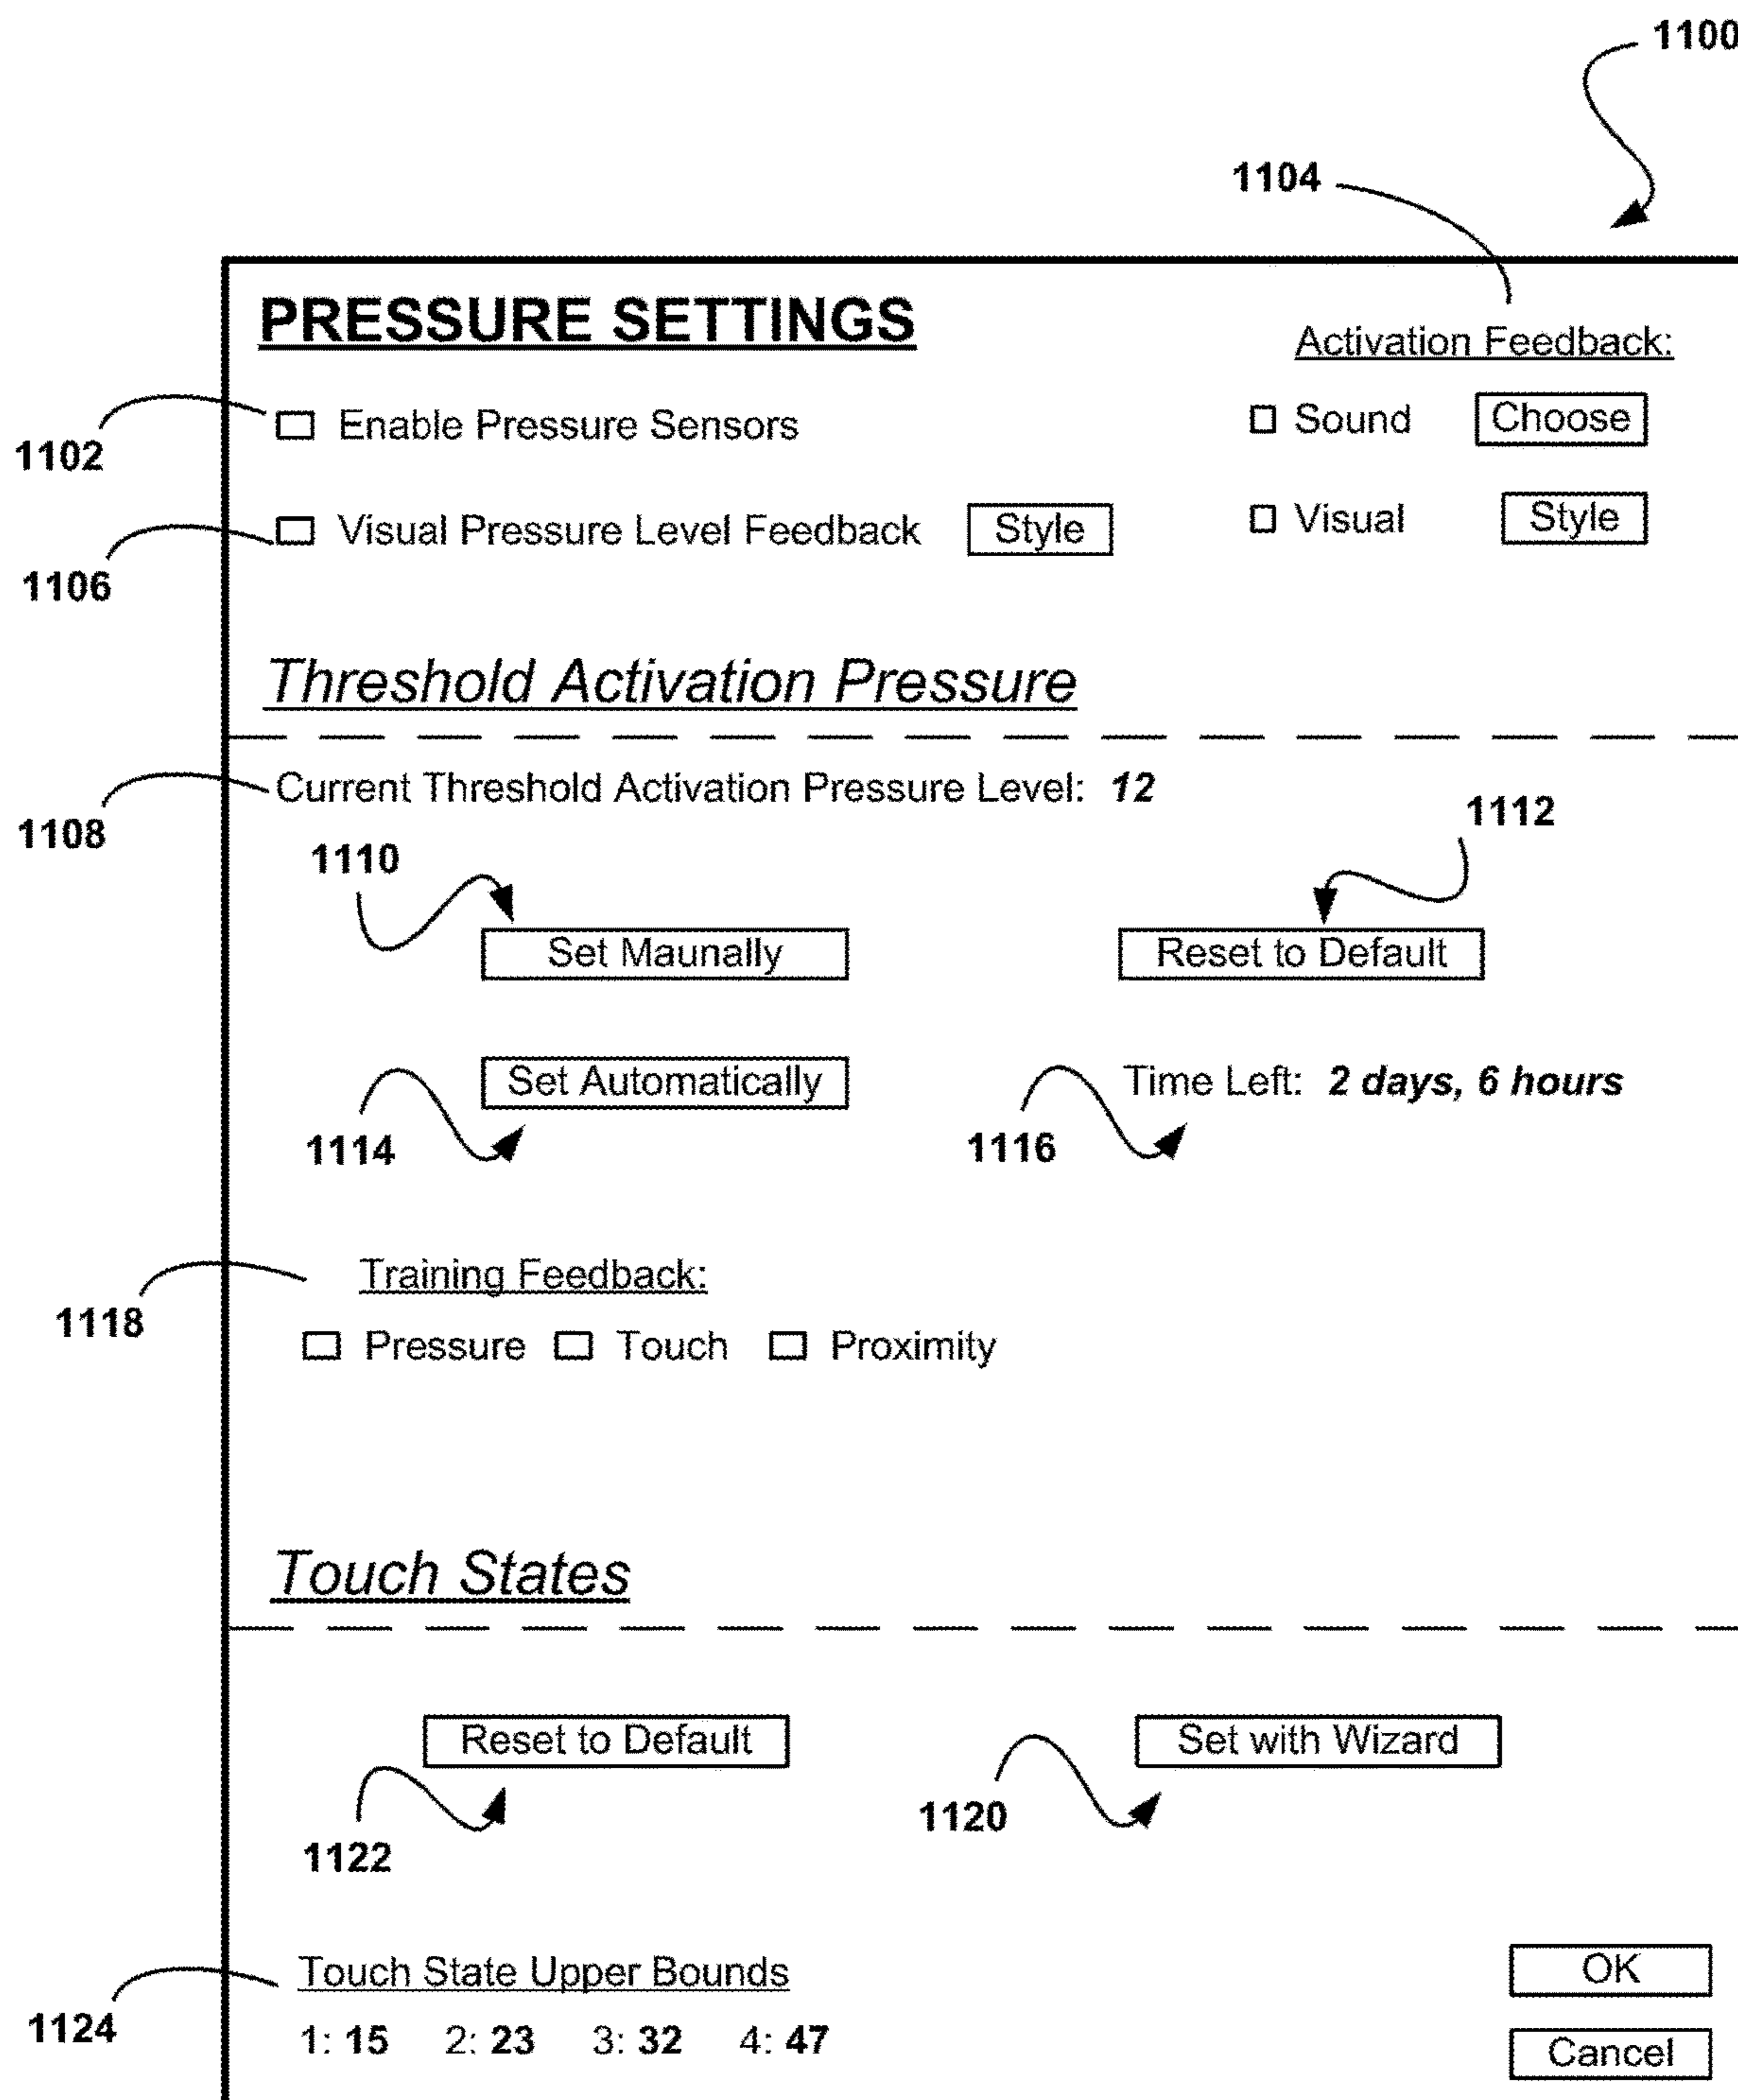 1100
1104
PRESSURE SETTINGS
Activation Feedback:
1102
Enable Pressure Sensors
Sound Choose
1106
Visual Pressure Level Feedback Style
Visual Style
Threshold Activation Pressure
1108
Current Threshold Activation Pressure Level: 12
1110
1112
Set Maunally
Reset to Default
Set Automatically
Time Left: 2 days, 6 hours
1114
1116
1118
Training Feedback:
Pressure Touch Proximity
Touch States
Reset to Default
Set with Wizard
1122
1120
1124
Touch State Upper Bounds
1: 15 2: 23 3: 32 4: 47
OK
Cancel